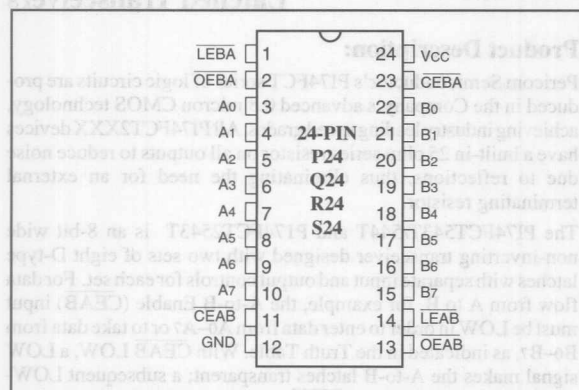 Latched Transceivers
Product Description:
Pericom Semiconductor's PI74FCT series of logic circuits are pro-
duced in the Company's advanced 0.8 micron CMOS technology,
achieving industry leading speed grades. All PI74FCT2XXX devices
have a built-in 25 ohm series resistor on all outputs to reduce noise
due to reflections, thus eliminating the need for an external
terminating resistor.
is an 8-bit wide
non-inverting transceiver designed with two sets of eight D-type
latches with separate input and output controls for each set. For data
flow from A to B, for example, the A-to-B Enable (CEAB) input
must be LOW in order to enter data from A0–A7 or to take data from
B0–B7, as indicated in the Truth Table. With CEAB LOW, a LOW
signal makes the A-to-B latches transparent; a subsequent LOW-
LEBA 1 24 Vcc
OEBA 2 23 CEBA
A0 3 22 B0
A1 4 24-PIN 21 B1
A2 5 P24 20 B2
A3 6 Q24 19 B3
A4 7 R24 18 B4
A5 8 S24 17 B5
A6 9 16 B6
A7 10 15
CEAB 11 14 LEAB
GND 12 13 OEAB